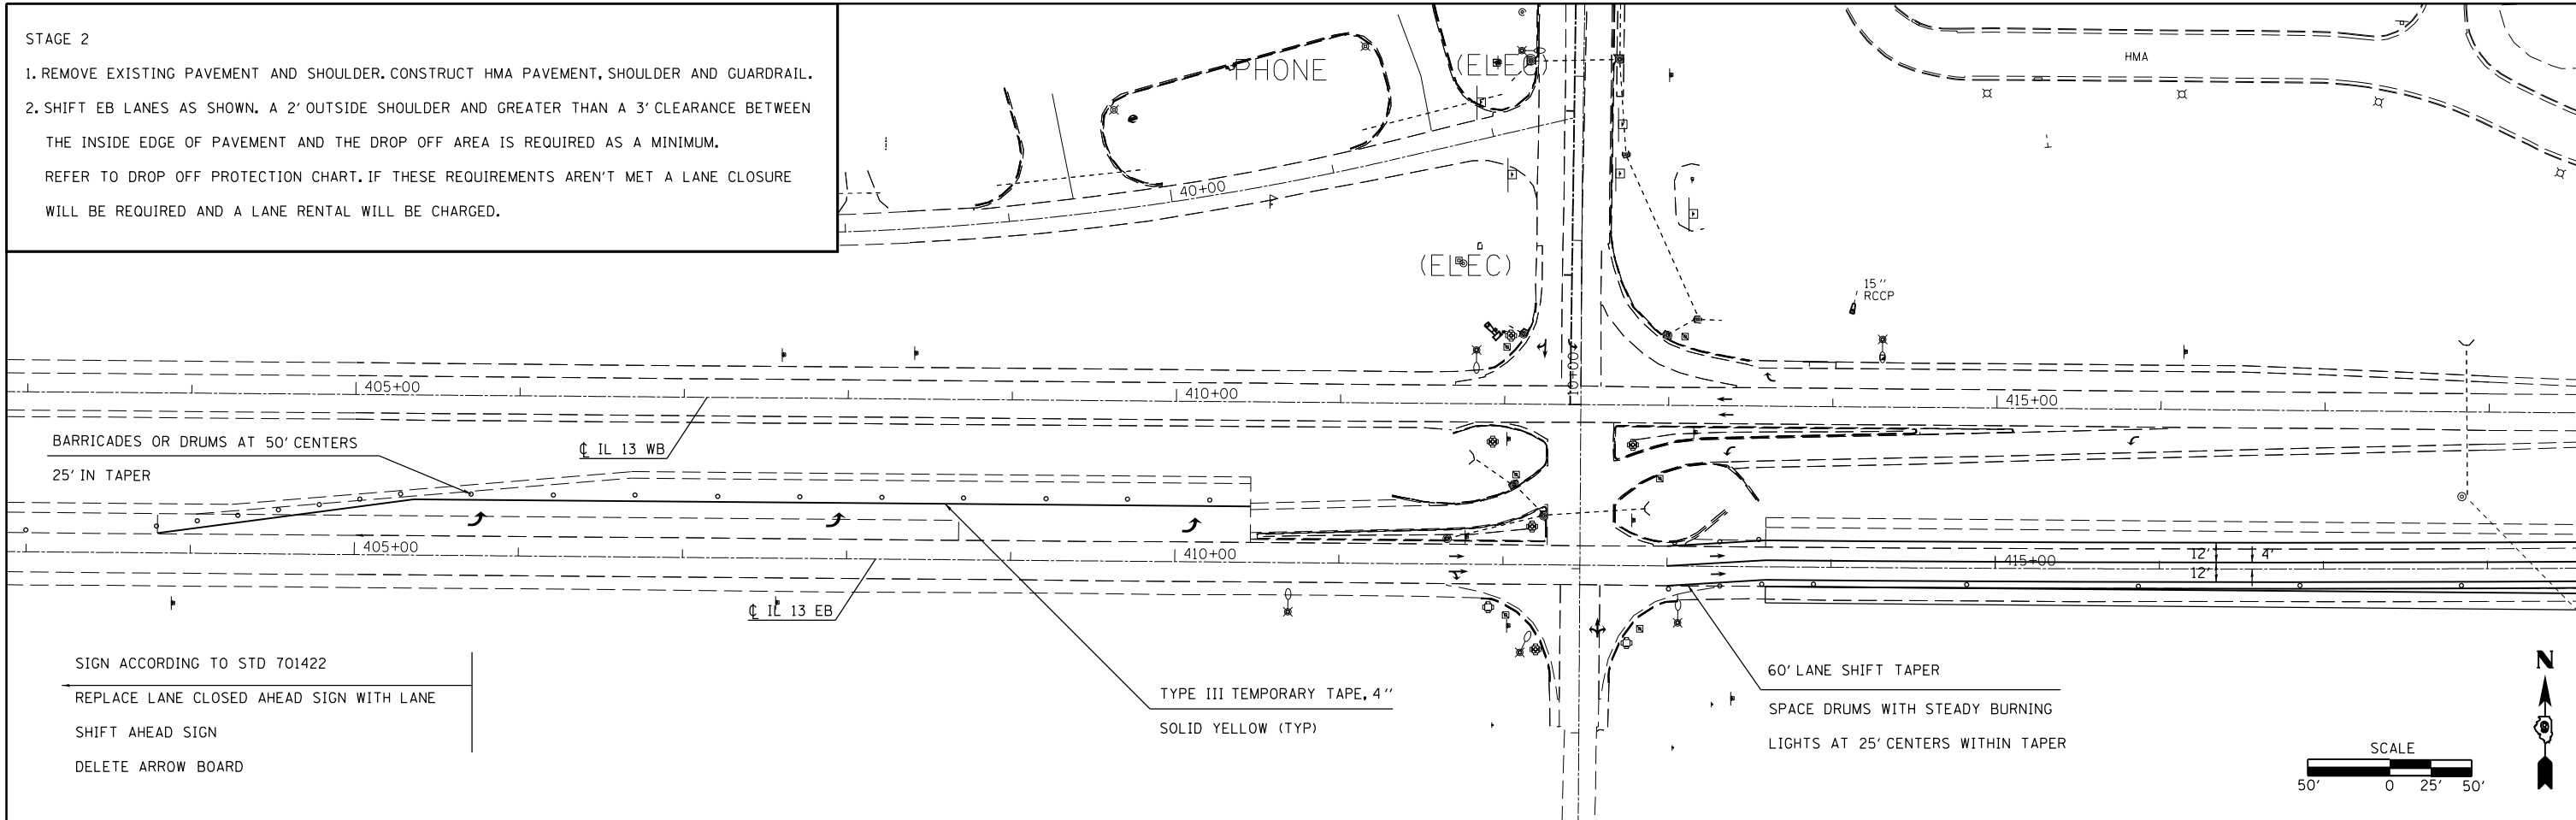 STAGE 2
1. REMOVE EXISTING PAVEMENT AND SHOULDER. CONSTRUCT HMA PAVEMENT, SHOULDER AND GUARDRAIL.
2. SHIFT EB LANES AS SHOWN. A 2' OUTSIDE SHOULDER AND GREATER THAN A 3' CLEARANCE BETWEEN
THE INSIDE EDGE OF PAVEMENT AND THE DROP OFF AREA IS REQUIRED AS A MINIMUM.
REFER TO DROP OFF PROTECTION CHART. IF THESE REQUIREMENTS AREN'T MET A LANE CLOSURE
WILL BE REQUIRED AND A LANE RENTAL WILL BE CHARGED.
PHONE
(ELEC)
HMA
40+00
(ELEC)
15''
RCCP
405+00
410+00
10+00
415+00
BARRICADES OR DRUMS AT 50' CENTERS
25' IN TAPER
℄ IL 13 WB
405+00
410+00
415+00
12'
4'
12'
℄ IL 13 EB
SIGN ACCORDING TO STD 701422
REPLACE LANE CLOSED AHEAD SIGN WITH LANE
SHIFT AHEAD SIGN
DELETE ARROW BOARD
TYPE III TEMPORARY TAPE, 4''
SOLID YELLOW (TYP)
60' LANE SHIFT TAPER
SPACE DRUMS WITH STEADY BURNING
LIGHTS AT 25' CENTERS WITHIN TAPER
N
SCALE
50' 0 25' 50'